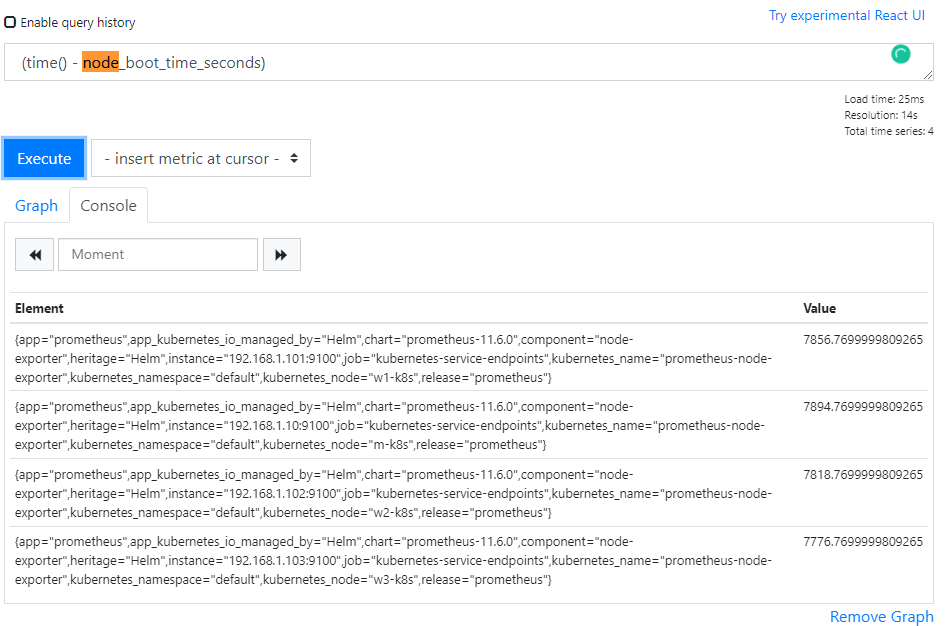 Enable query history
Try experimental React UI
(time() - node_boot_time_seconds)
Load time: 25ms
Resolution: 14s
Total time series: 4
Execute
- insert metric at cursor -
Graph
Console
Moment
Element
Value
{app="prometheus",app_kubernetes_io_managed_by="Helm",chart="prometheus-11.6.0",component="node-
7856.7699999809265
exporter",heritage="Helm",instance="192.168.1.101:9100",job="kubernetes-service-endpoints",kubernetes_name="prometheus-node-
exporter",kubernetes_namespace="default",kubernetes_node="w1-k8s",release="prometheus"}
{app="prometheus",app_kubernetes_io_managed_by="Helm",chart="prometheus-11.6.0",component="node-
7894.7699999809265
exporter",heritage="Helm",instance="192.168.1.10:9100",job="kubernetes-service-endpoints",kubernetes_name="prometheus-node-
exporter",kubernetes_namespace="default",kubernetes_node="m-k8s",release="prometheus"}
{app="prometheus",app_kubernetes_io_managed_by="Helm",chart="prometheus-11.6.0",component="node-
7818.7699999809265
exporter",heritage="Helm",instance="192.168.1.102:9100",job="kubernetes-service-endpoints",kubernetes_name="prometheus-node-
exporter",kubernetes_namespace="default",kubernetes_node="w2-k8s",release="prometheus"}
{app="prometheus",app_kubernetes_io_managed_by="Helm",chart="prometheus-11.6.0",component="node-
7776.7699999809265
exporter",heritage="Helm",instance="192.168.1.103:9100",job="kubernetes-service-endpoints",kubernetes_name="prometheus-node-
exporter",kubernetes_namespace="default",kubernetes_node="w3-k8s",release="prometheus"}
Remove Graph